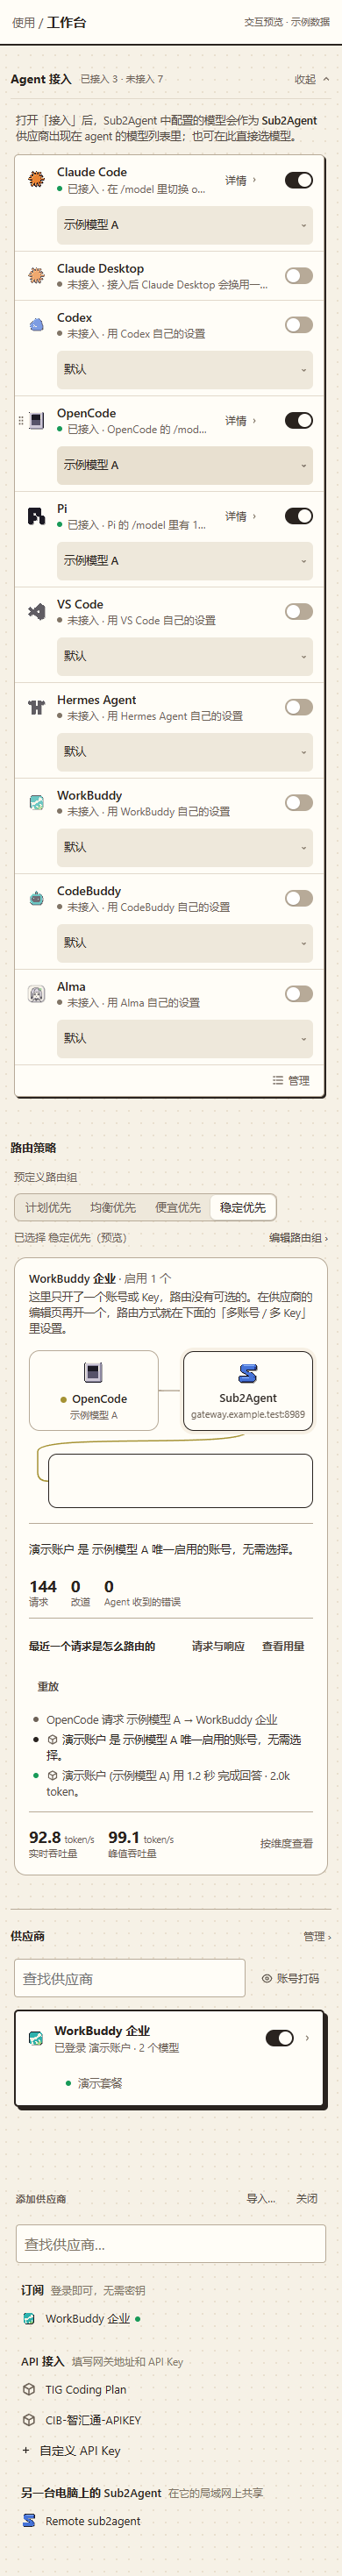 使用 / 工作台
交互预览 · 示例数据
Agent 接入 已接入 3 · 未接入 7
收起
打开「接入」后，Sub2Agent 中配置的模型会作为 Sub2Agent
供应商出现在 agent 的模型列表里；也可在此直接选模型。
Claude Code
已接入 · 在 /model 里切换 o...
详情 ›
示例模型 A
Claude Desktop
未接入 · 接入后 Claude Desktop 会换用一...
Codex
未接入 · 用 Codex 自己的设置
默认
OpenCode
已接入 · OpenCode 的 /mod...
详情 ›
示例模型 A
Pi
已接入 · Pi 的 /model 里有 1...
详情 ›
示例模型 A
VS Code
未接入 · 用 VS Code 自己的设置
默认
Hermes Agent
未接入 · 用 Hermes Agent 自己的设置
默认
WorkBuddy
未接入 · 用 WorkBuddy 自己的设置
默认
CodeBuddy
未接入 · 用 CodeBuddy 自己的设置
默认
Alma
未接入 · 用 Alma 自己的设置
默认
管理
路由策略
预定义路由组
计划优先 均衡优先 便宜优先 稳定优先
已选择 稳定优先（预览）
编辑路由组 ›
WorkBuddy 企业 · 启用 1 个
这里只开了一个账号或 Key，路由没有可选的。在供应商的
编辑页再开一个，路由方式就在下面的「多账号 / 多 Key」
里设置。
OpenCode
示例模型 A
Sub2Agent
gateway.example.test:8989
演示账户 是 示例模型 A 唯一启用的账号，无需选择。
144 0 0
请求 改道 Agent 收到的错误
最近一个请求是怎么路由的 请求与响应 查看用量
重放
OpenCode 请求 示例模型 A → WorkBuddy 企业
演示账户 是 示例模型 A 唯一启用的账号，无需选
择。
演示账户 (示例模型 A) 用 1.2 秒 完成回答 · 2.0k
token。
92.8 token/s 99.1 token/s
实时吞吐量 峰值吞吐量
按维度查看
供应商
管理 ›
查找供应商
账号打码
WorkBuddy 企业
已登录 演示账户 · 2 个模型
演示套餐
添加供应商
导入... 关闭
查找供应商...
订阅 登录即可，无需密钥
WorkBuddy 企业
API 接入 填写网关地址和 API Key
TIG Coding Plan
CIB-智汇通-APIKEY
+ 自定义 API Key
另一台电脑上的 Sub2Agent 在它的局域网上共享
Remote sub2agent